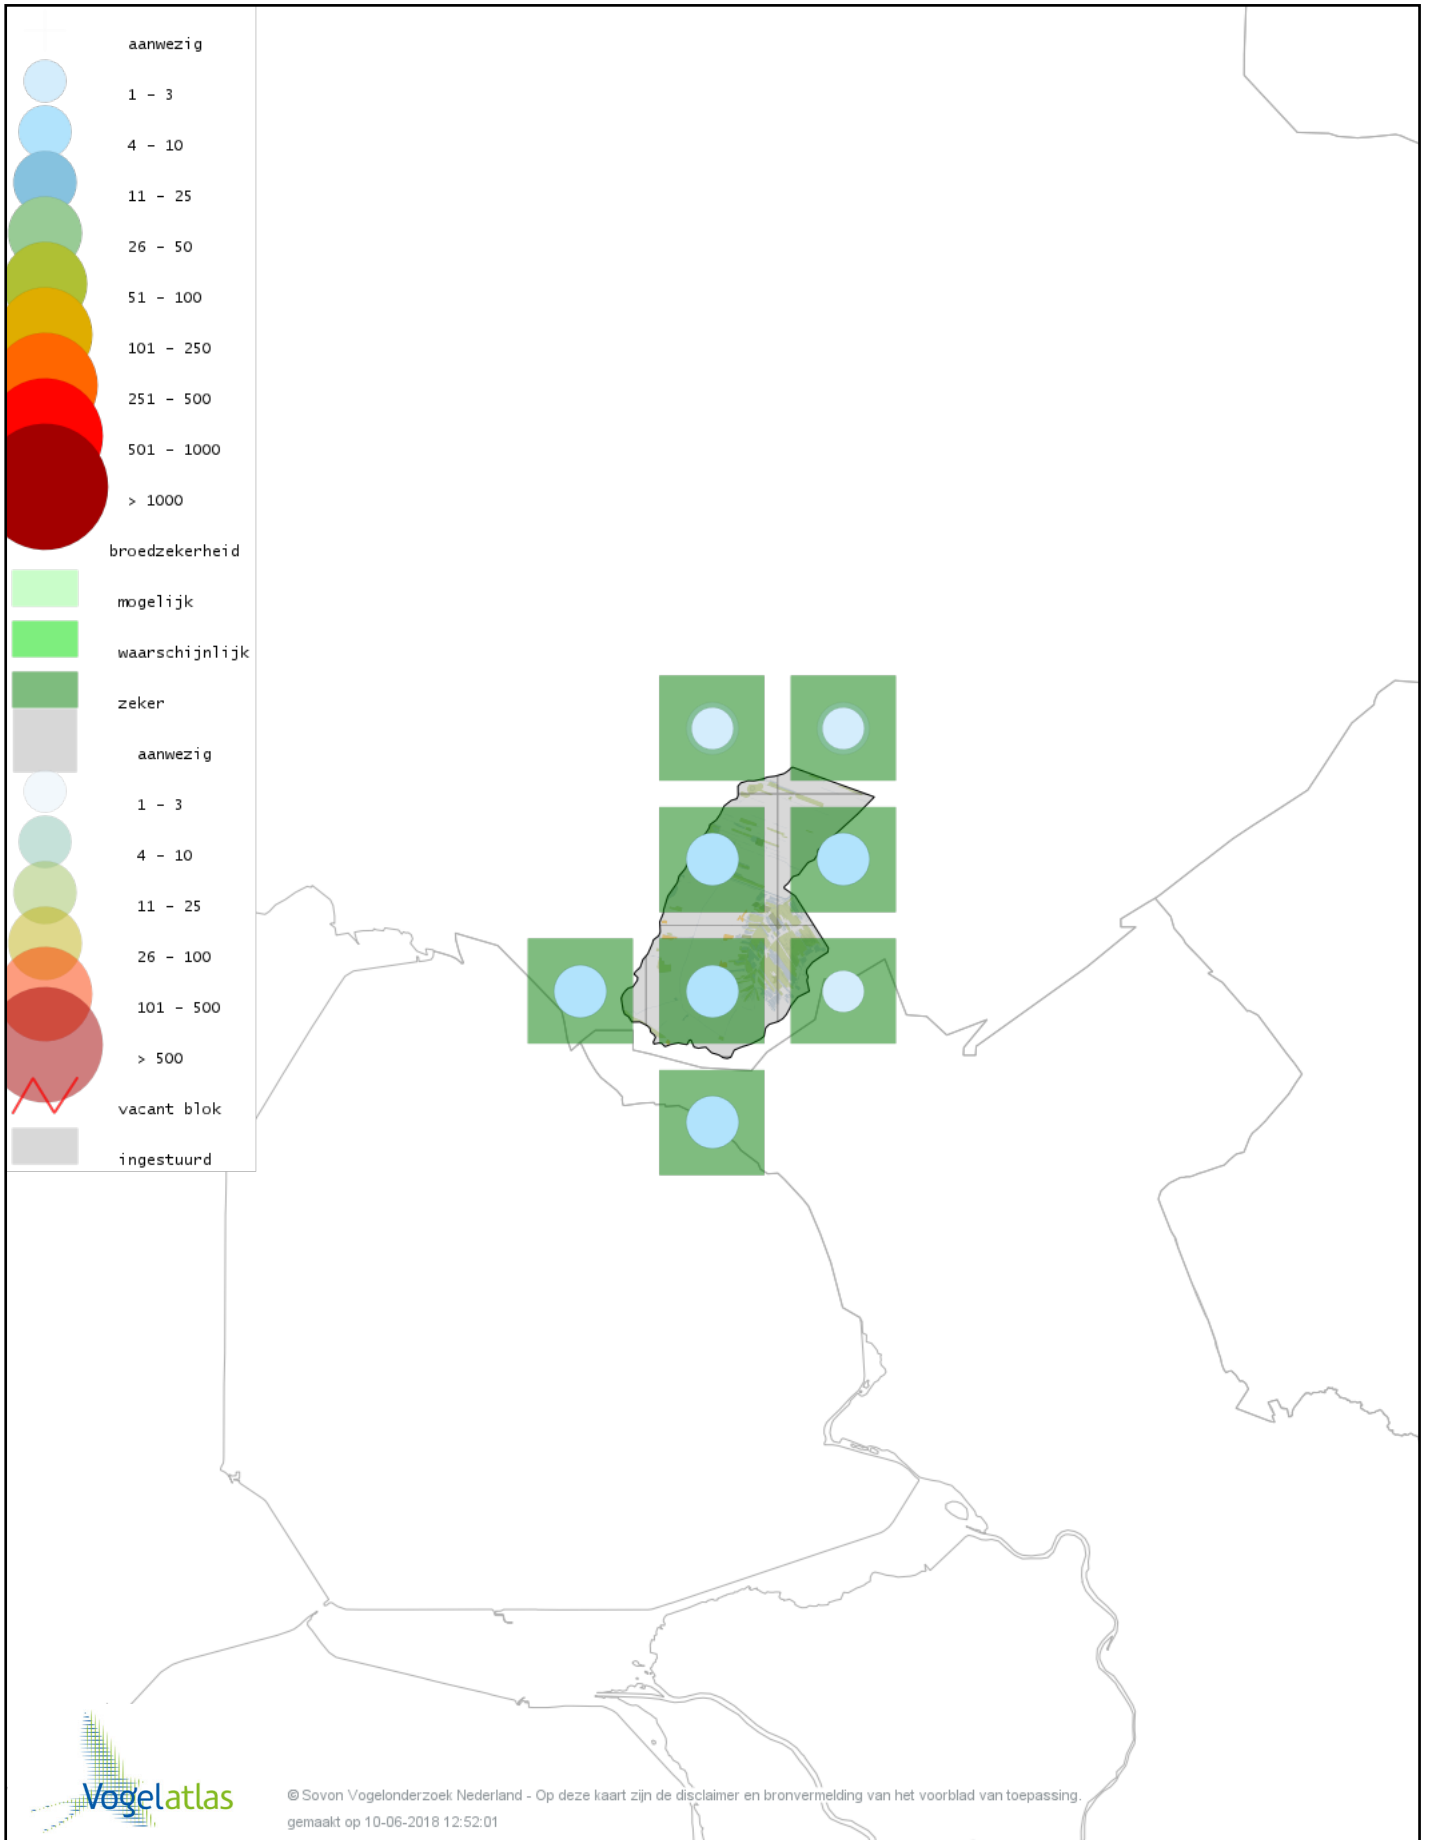 aanwezig
1 - 3
4 - 10
11 - 25
26 - 50
51 - 100
101 - 250
251 - 500
501 - 1000
> 1000
broedzekerheid
mogelijk
waarschijnlijk
zeker
aanwezig
1 - 3
4 - 10
11 - 25
26 - 100
101 - 500
> 500
vacant blok
ingestuurd
Vogelatlas
© Sovon Vogelonderzoek Nederland - Op deze kaart zijn de disclaimer en bronvermelding van het voorblad van toepassing.
gemaakt op 10-06-2018 12:52:01